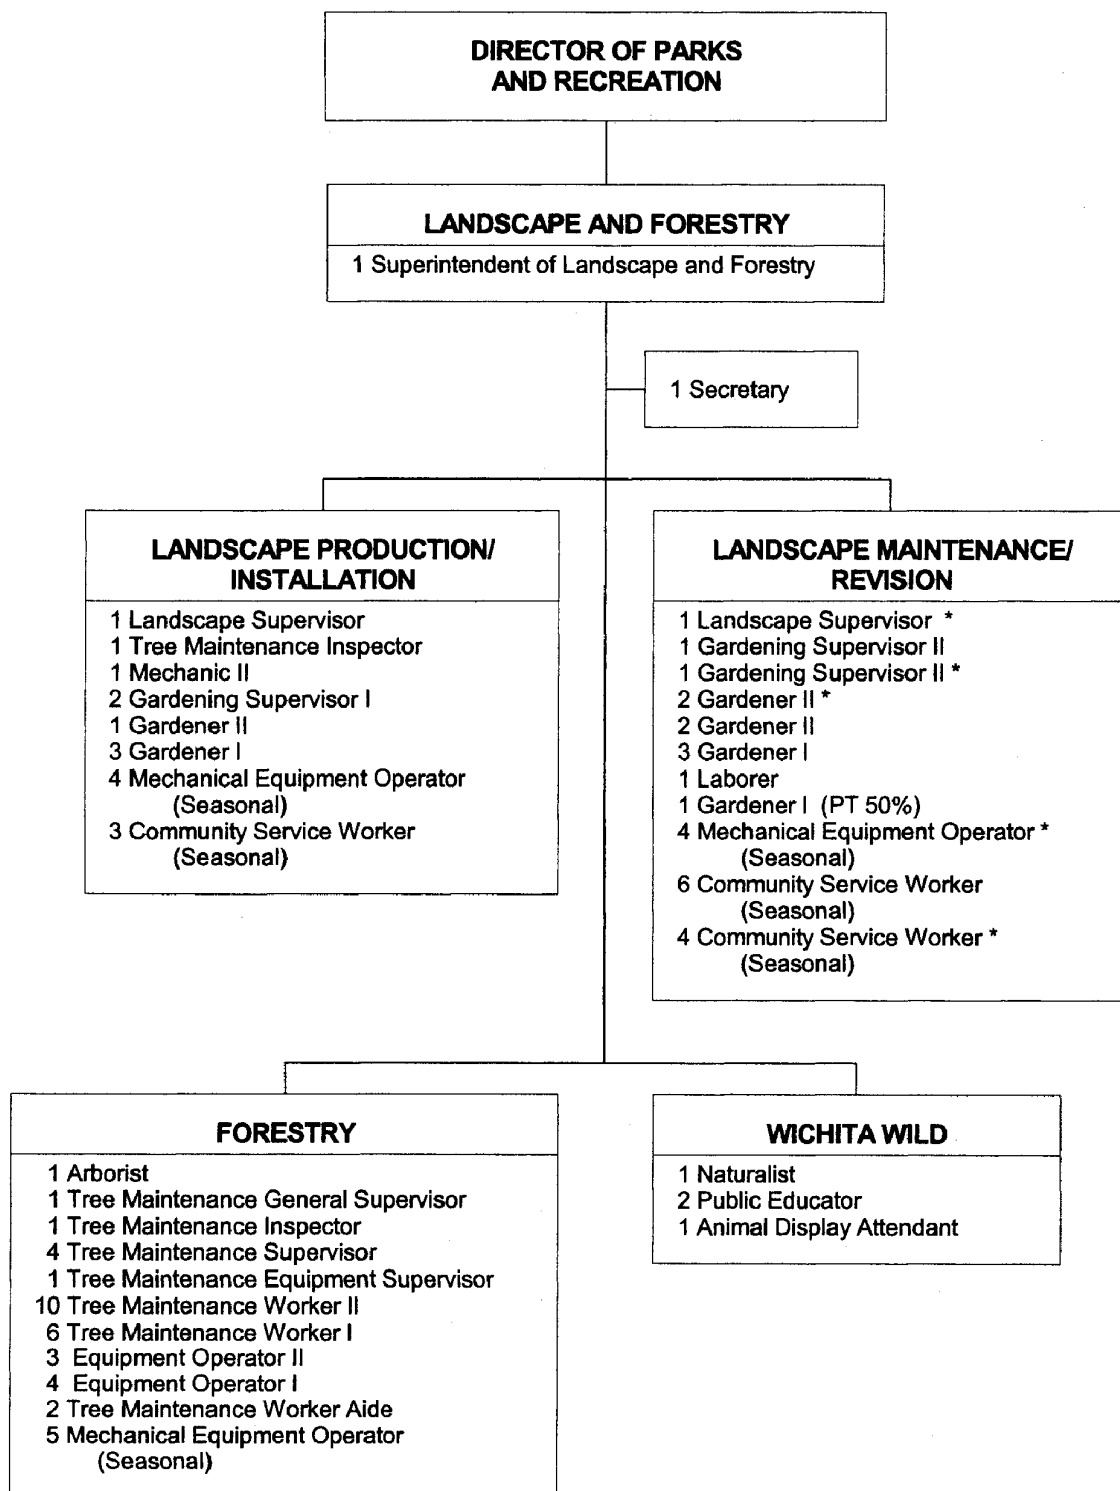 DIRECTOR OF PARKS
AND RECREATION
LANDSCAPE AND FORESTRY
1 Superintendent of Landscape and Forestry
1 Secretary
LANDSCAPE PRODUCTION/
INSTALLATION
1 Landscape Supervisor
1 Tree Maintenance Inspector
1 Mechanic II
2 Gardening Supervisor I
1 Gardener II
3 Gardener I
4 Mechanical Equipment Operator
(Seasonal)
3 Community Service Worker
(Seasonal)
LANDSCAPE MAINTENANCE/
REVISION
1 Landscape Supervisor *
1 Gardening Supervisor II
1 Gardening Supervisor II *
2 Gardener II *
2 Gardener II
3 Gardener I
1 Laborer
1 Gardener I (PT 50%)
4 Mechanical Equipment Operator *
(Seasonal)
6 Community Service Worker
(Seasonal)
4 Community Service Worker *
(Seasonal)
FORESTRY
1 Arborist
1 Tree Maintenance General Supervisor
1 Tree Maintenance Inspector
4 Tree Maintenance Supervisor
1 Tree Maintenance Equipment Supervisor
10 Tree Maintenance Worker II
6 Tree Maintenance Worker I
3 Equipment Operator II
4 Equipment Operator I
2 Tree Maintenance Worker Aide
5 Mechanical Equipment Operator
(Seasonal)
WICHITA WILD
1 Naturalist
2 Public Educator
1 Animal Display Attendant